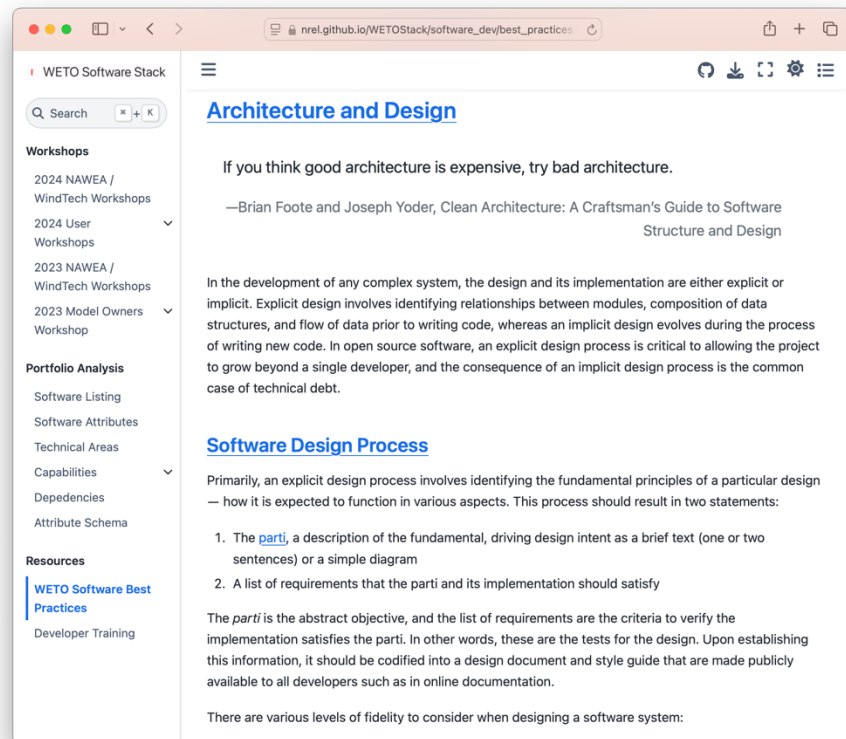 nrel.github.io/WETOStack/software_dev/best_practices.
WETO Software Stack
Search
⌘ + K
Workshops
2024 NAWEA /
WindTech Workshops
2024 User
Workshops
2023 NAWEA /
WindTech Workshops
2023 Model Owners
Workshop
Portfolio Analysis
Software Listing
Software Attributes
Technical Areas
Capabilities
Depedencies
Attribute Schema
Resources
WETO Software Best
Practices
Developer Training
Architecture and Design
If you think good architecture is expensive, try bad architecture.
—Brian Foote and Joseph Yoder, Clean Architecture: A Craftsman's Guide to Software
Structure and Design
In the development of any complex system, the design and its implementation are either explicit or
implicit. Explicit design involves identifying relationships between modules, composition of data
structures, and flow of data prior to writing code, whereas an implicit design evolves during the process
of writing new code. In open source software, an explicit design process is critical to allowing the project
to grow beyond a single developer, and the consequence of an implicit design process is the common
case of technical debt.
Software Design Process
Primarily, an explicit design process involves identifying the fundamental principles of a particular design
— how it is expected to function in various aspects. This process should result in two statements:
1. The parti, a description of the fundamental, driving design intent as a brief text (one or two
sentences) or a simple diagram
2. A list of requirements that the parti and its implementation should satisfy
The parti is the abstract objective, and the list of requirements are the criteria to verify the
implementation satisfies the parti. In other words, these are the tests for the design. Upon establishing
this information, it should be codified into a design document and style guide that are made publicly
available to all developers such as in online documentation.
There are various levels of fidelity to consider when designing a software system: